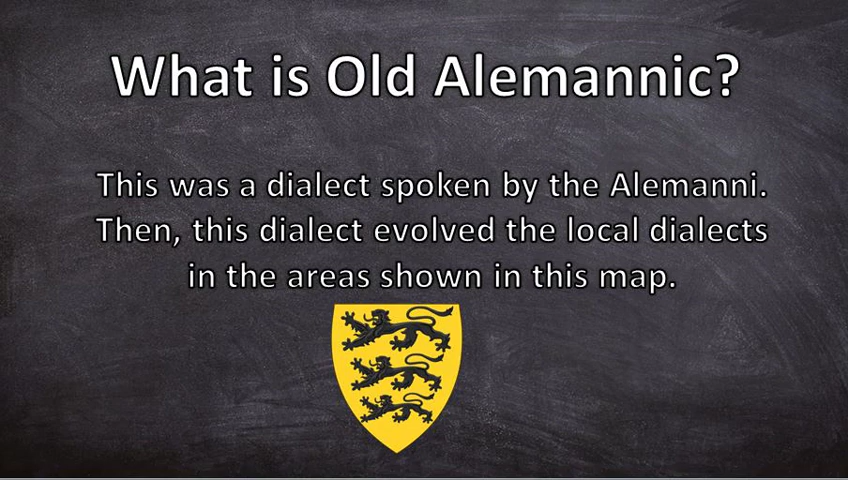 What is Old Alemannic?
This was a dialect spoken by the Alemanni.
Then, this dialect evolved the local dialects
in the areas shown in this map.